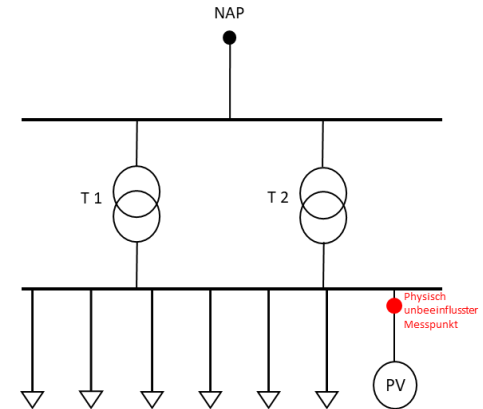 NAP
T 1
T 2
Physisch
unbeeinflusster
Messpunkt
PV